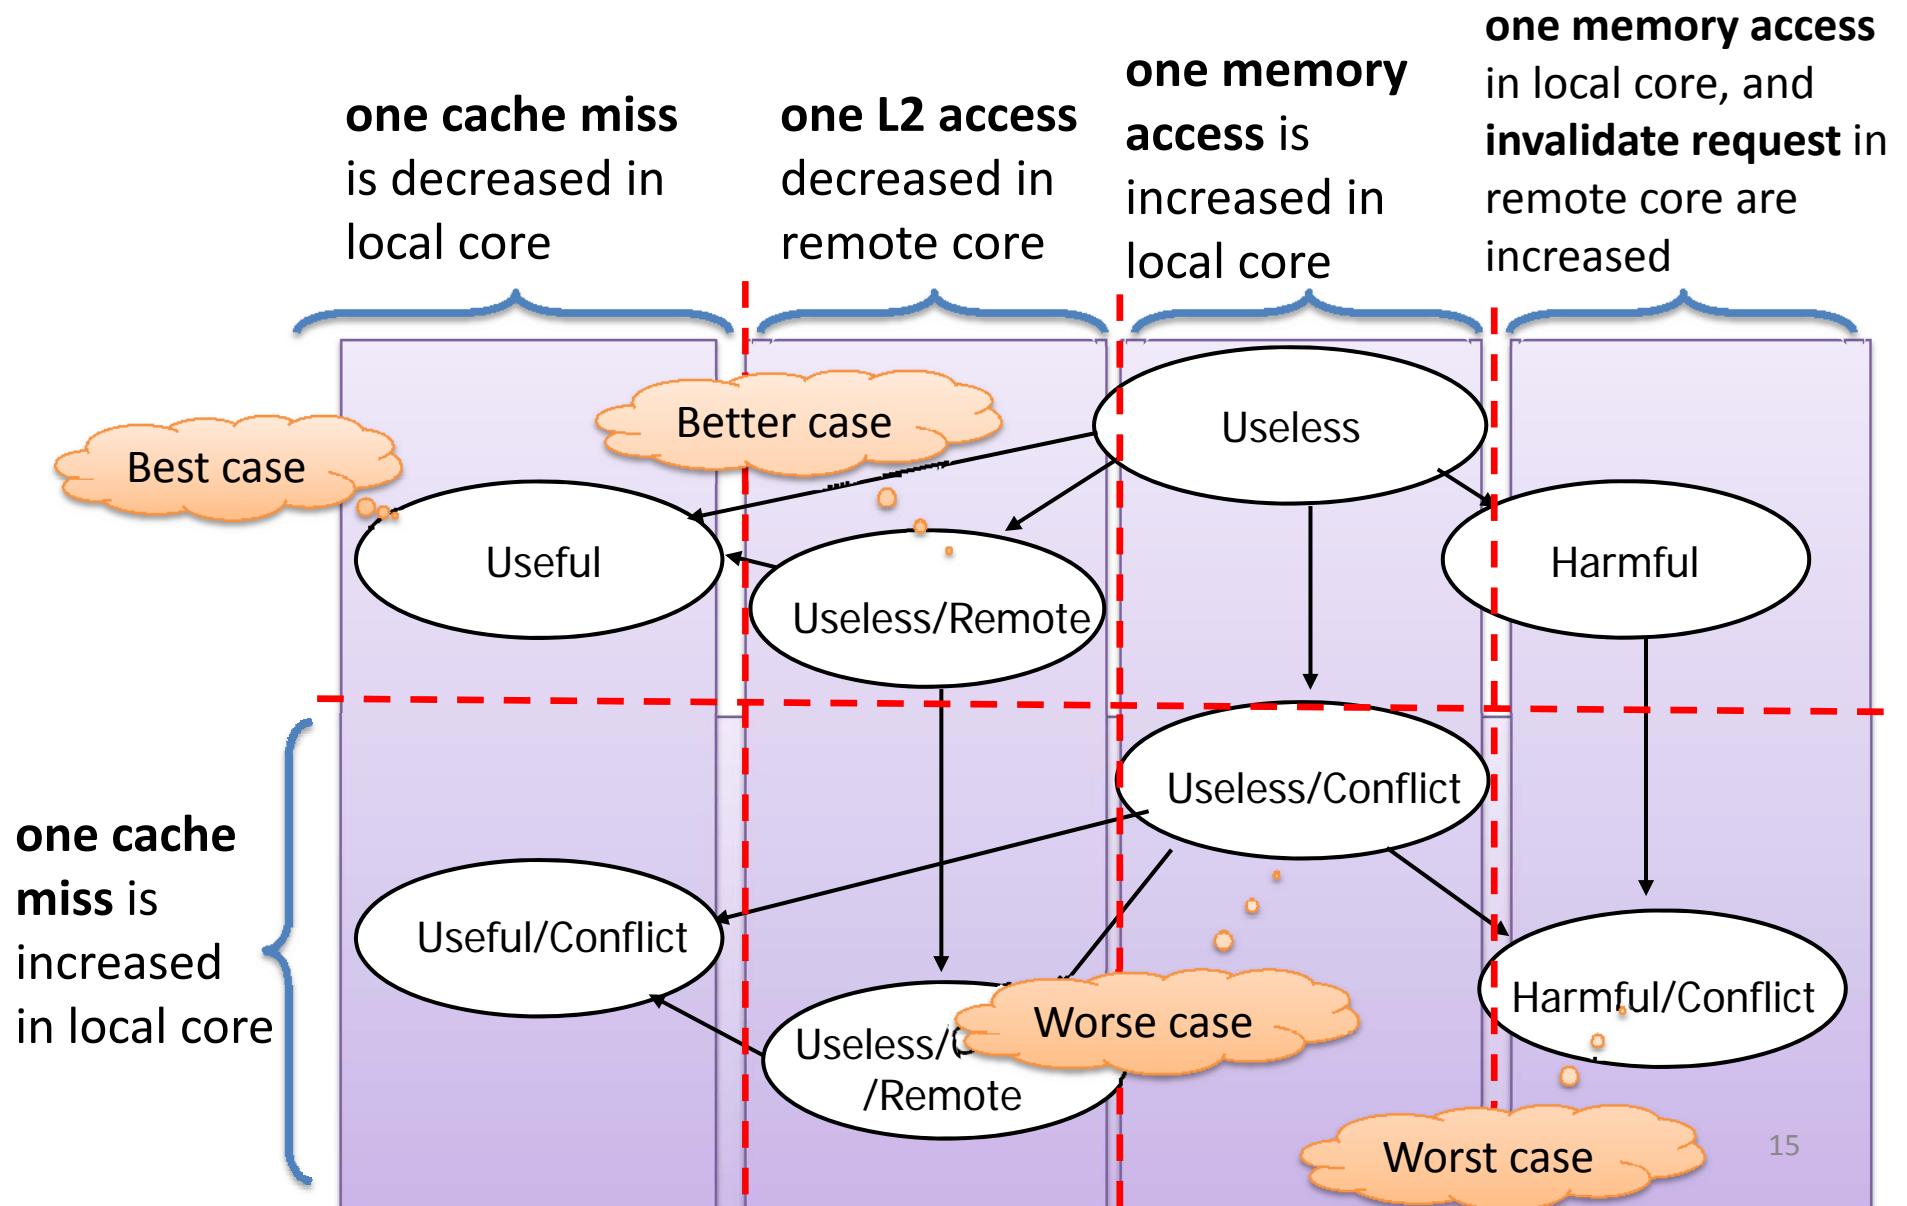 one cache miss
is decreased in
local core
one L2 access
decreased in
remote core
one memory
access is
increased in
local core
one memory access
in local core, and
invalidate request in
remote core are
increased
Best case
Better case
Useless
Useful
Useless/Remote
Harmful
one cache
miss is
increased
in local core
Useless/Conflict
Useful/Conflict
Useless/
/Remote
Worse case
Harmful/Conflict
Worst case
15